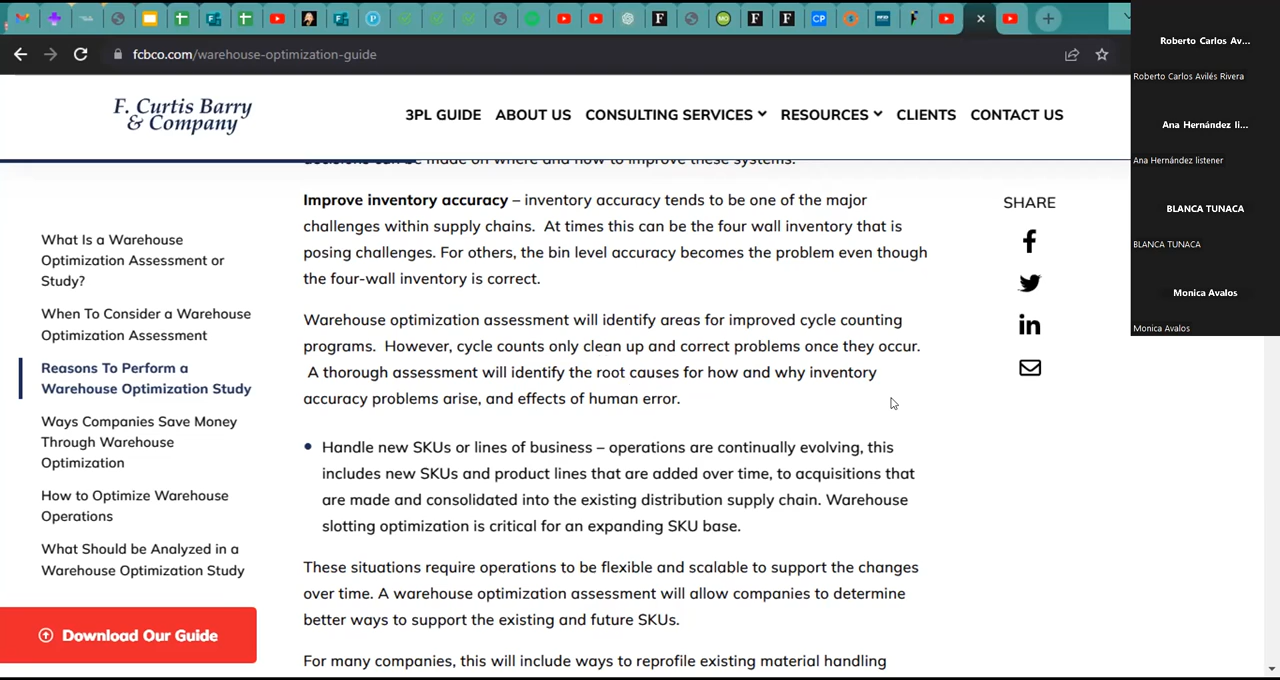 fcbco.com/warehouse-optimization-guide
F. Curtis Barry
& Company
3PL GUIDE ABOUT US CONSULTING SERVICES RESOURCES CLIENTS CONTACT US
decisions can be made on where and how to improve these systems.
Improve inventory accuracy – inventory accuracy tends to be one of the major
challenges within supply chains. At times this can be the four wall inventory that is
posing challenges. For others, the bin level accuracy becomes the problem even though
the four-wall inventory is correct.
Warehouse optimization assessment will identify areas for improved cycle counting
programs. However, cycle counts only clean up and correct problems once they occur.
A thorough assessment will identify the root causes for how and why inventory
accuracy problems arise, and effects of human error.
Handle new SKUs or lines of business – operations are continually evolving, this
includes new SKUs and product lines that are added over time, to acquisitions that
are made and consolidated into the existing distribution supply chain. Warehouse
slotting optimization is critical for an expanding SKU base.
These situations require operations to be flexible and scalable to support the changes
over time. A warehouse optimization assessment will allow companies to determine
better ways to support the existing and future SKUs.
For many companies, this will include ways to reprofile existing material handling
What Is a Warehouse
Optimization Assessment or
Study?
When To Consider a Warehouse
Optimization Assessment
Reasons To Perform a
Warehouse Optimization Study
Ways Companies Save Money
Through Warehouse
Optimization
How to Optimize Warehouse
Operations
What Should be Analyzed in a
Warehouse Optimization Study
Download Our Guide
SHARE
Roberto Carlos Av...
Roberto Carlos Avilés Rivera
Ana Hernández li...
Ana Hernández listener
BLANCA TUNACA
BLANCA TUNACA
Monica Avalos
Monica Avalos